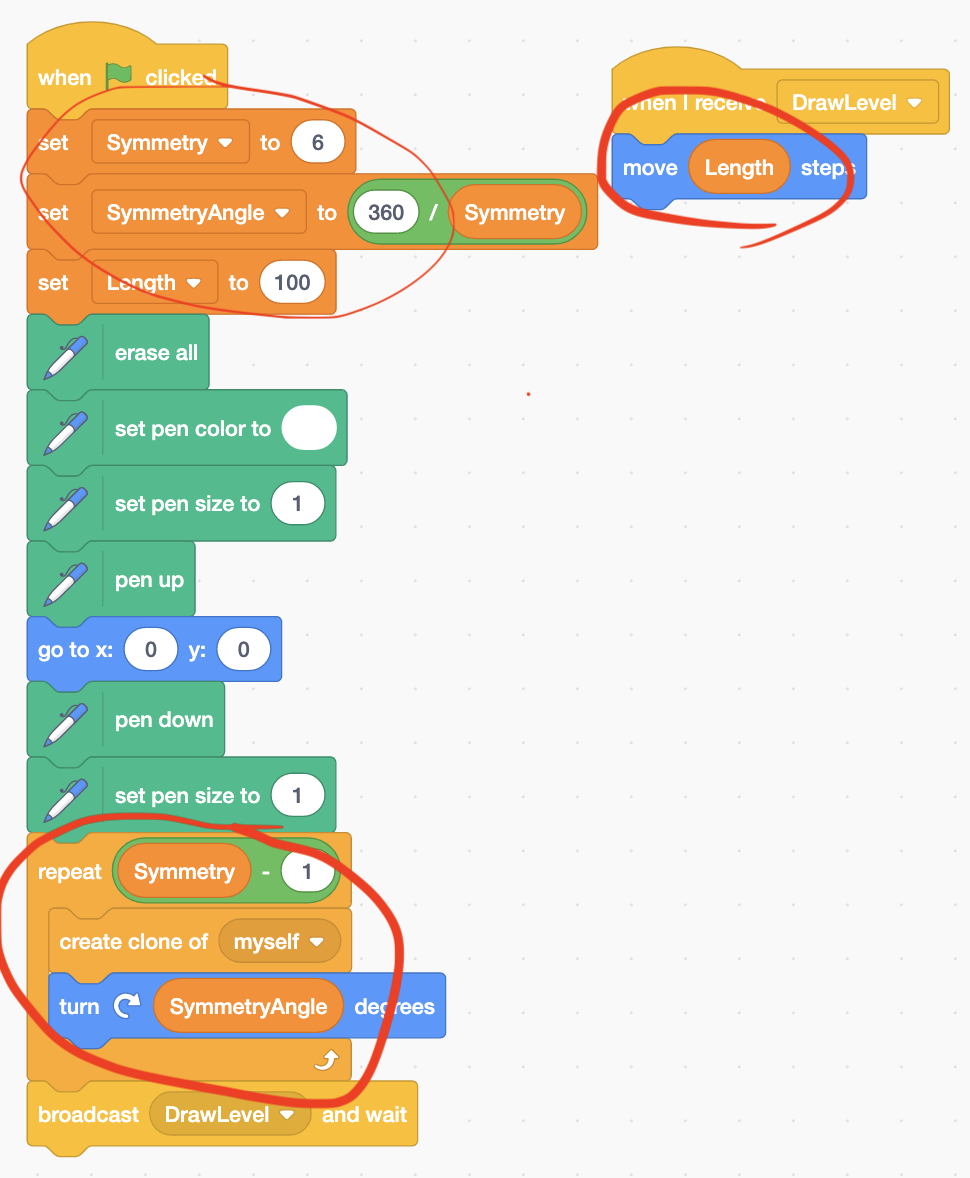 when clicked
set Symmetry to 6
set SymmetryAngle to 360 / Symmetry
set Length to 100
erase all
set pen color to
set pen size to 1
pen up
go to x: 0 y: 0
pen down
set pen size to 1
repeat Symmetry - 1
create clone of myself
turn SymmetryAngle degrees
broadcast DrawLevel and wait
when I receive DrawLevel
move Length steps